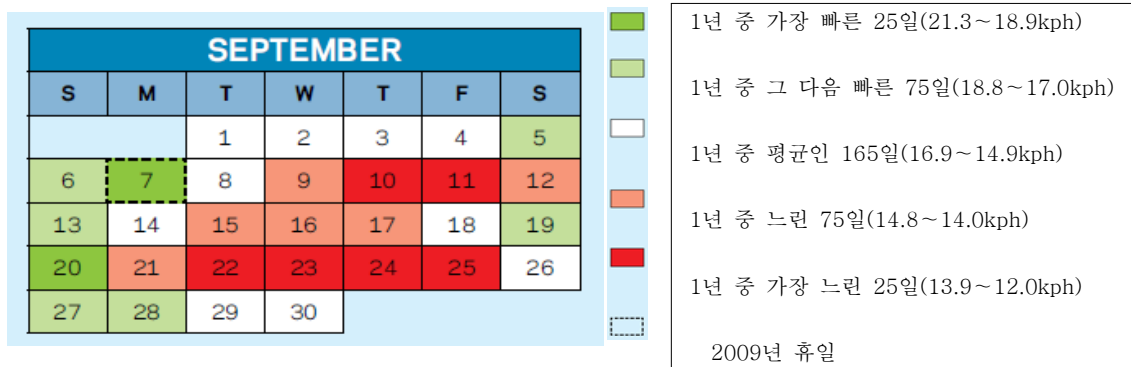 SEPTEMBER
S M T W T F S
1 2 3 4 5
6 7 8 9 10 11 12
13 14 15 16 17 18 19
20 21 22 23 24 25 26
27 28 29 30
1년 중 가장 빠른 25일(21.3~18.9kph)
1년 중 그 다음 빠른 75일(18.8~17.0kph)
1년 중 평균인 165일(16.9~14.9kph)
1년 중 느린 75일(14.8~14.0kph)
1년 중 가장 느린 25일(13.9~12.0kph)
2009년 휴일